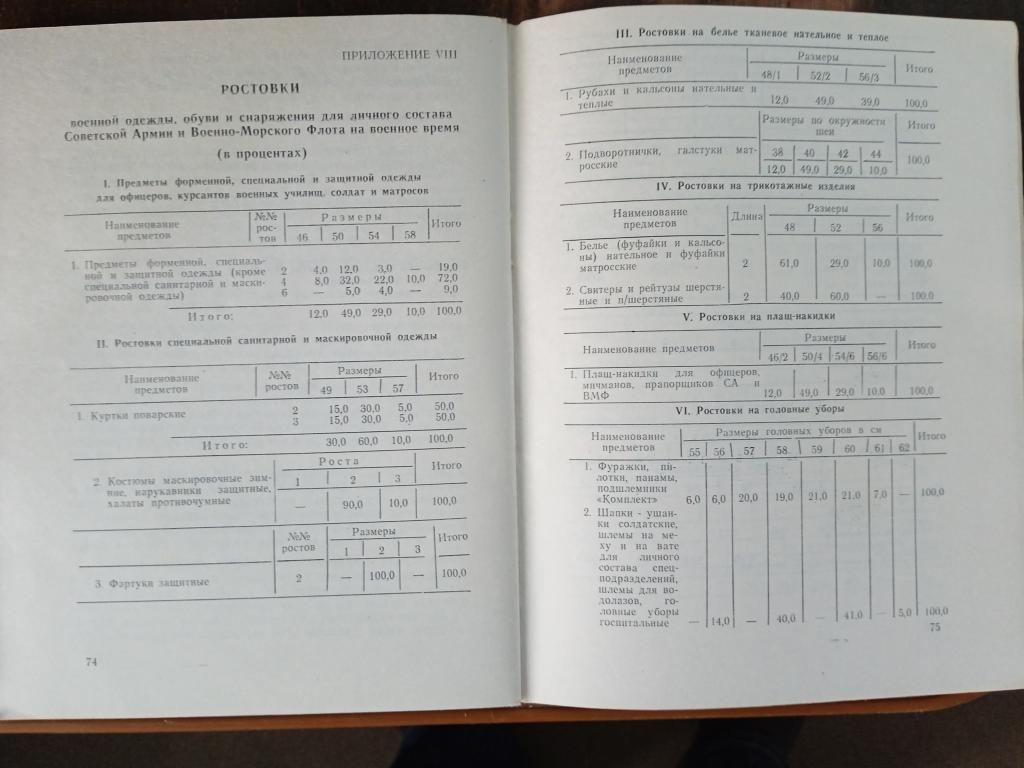 ПРИЛОЖЕНИЕ VIII
РОСТОВКИ
военной одежды, обуви и снаряжения для личного состава
Советской Армии и Военно-Морского Флота на военное время
(в процентах)
I. Предметы форменной, специальной и защитной одежды
для офицеров, курсантов военных училищ, солдат и матросов
Наименование предметов №№ рос-тов Размеры Итого
46 50 54 58
1. Предметы форменной, специаль-
ной и защитной одежды (кроме 2 4,0 12,0 3,0 — 19,0
специальной санитарной и маски- 4 8,0 32,0 22,0 10,0 72,0
ровочной одежды) 6 — 5,0 4,0 — 9,0
Итого: 12,0 49,0 29,0 10,0 100,0
II. Ростовки специальной санитарной и маскировочной одежды
Наименование предметов №№ ростов Размеры Итого
49 53 57
1. Куртки поварские 2 15,0 30,0 5,0 50,0
3 15,0 30,0 5,0 50,0
Итого: 30,0 60,0 10,0 100,0
Роста Итого
1 2 3
2. Костюмы маскировочные зим-
ние, нарукавники защитные,
халаты противочумные — 90,0 10,0 100,0
№№ ростов Размеры Итого
1 2 3
3. Фартуки защитные 2 — 100,0 — 100,0
74
III. Ростовки на белье тканевое нательное и теплое
Наименование предметов Размеры Итого
48/1 52/2 56/3
1. Рубахи и кальсоны нательные и
теплые 12,0 49,0 39,0 100,0
Размеры по окружности шеи Итого
2. Подворотнички, галстуки мат- 38 40 42 44
росские 12,0 49,0 29,0 10,0 100,0
IV. Ростовки на трикотажные изделия
Наименование предметов Длина Размеры Итого
48 52 56
1. Белье (фуфайки и кальсо-
ны) нательное и фуфайки
матросские 2 61,0 29,0 10,0 100,0
2. Свитеры и рейтузы шерстя-
ные и п/шерстяные 2 40,0 60,0 — 100,0
V. Ростовки на плащ-накидки
Наименование предметов Размеры Итого
46/2 50/4 54/6 56/6
1. Плащ-накидки для офицеров,
мичманов, прапорщиков СА и
ВМФ 12,0 49,0 29,0 10,0 100,0
VI. Ростовки на головные уборы
Наименование предметов Размеры головных уборов в см Итого
55 56 57 58 59 60 61 62
1. Фуражки, пи-
лотки, панамы,
подшлемники
«Комплект» 6,0 6,0 20,0 19,0 21,0 21,0 7,0 — 100,0
2. Шапки - ушан-
ки солдатские,
шлемы на ме-
ху и на вате
для личного
состава спец-
подразделений,
шлемы для во-
долазов, го-
ловные уборы
госпитальные — 14,0 — 40,0 — 41,0 — 5,0 100,0
75